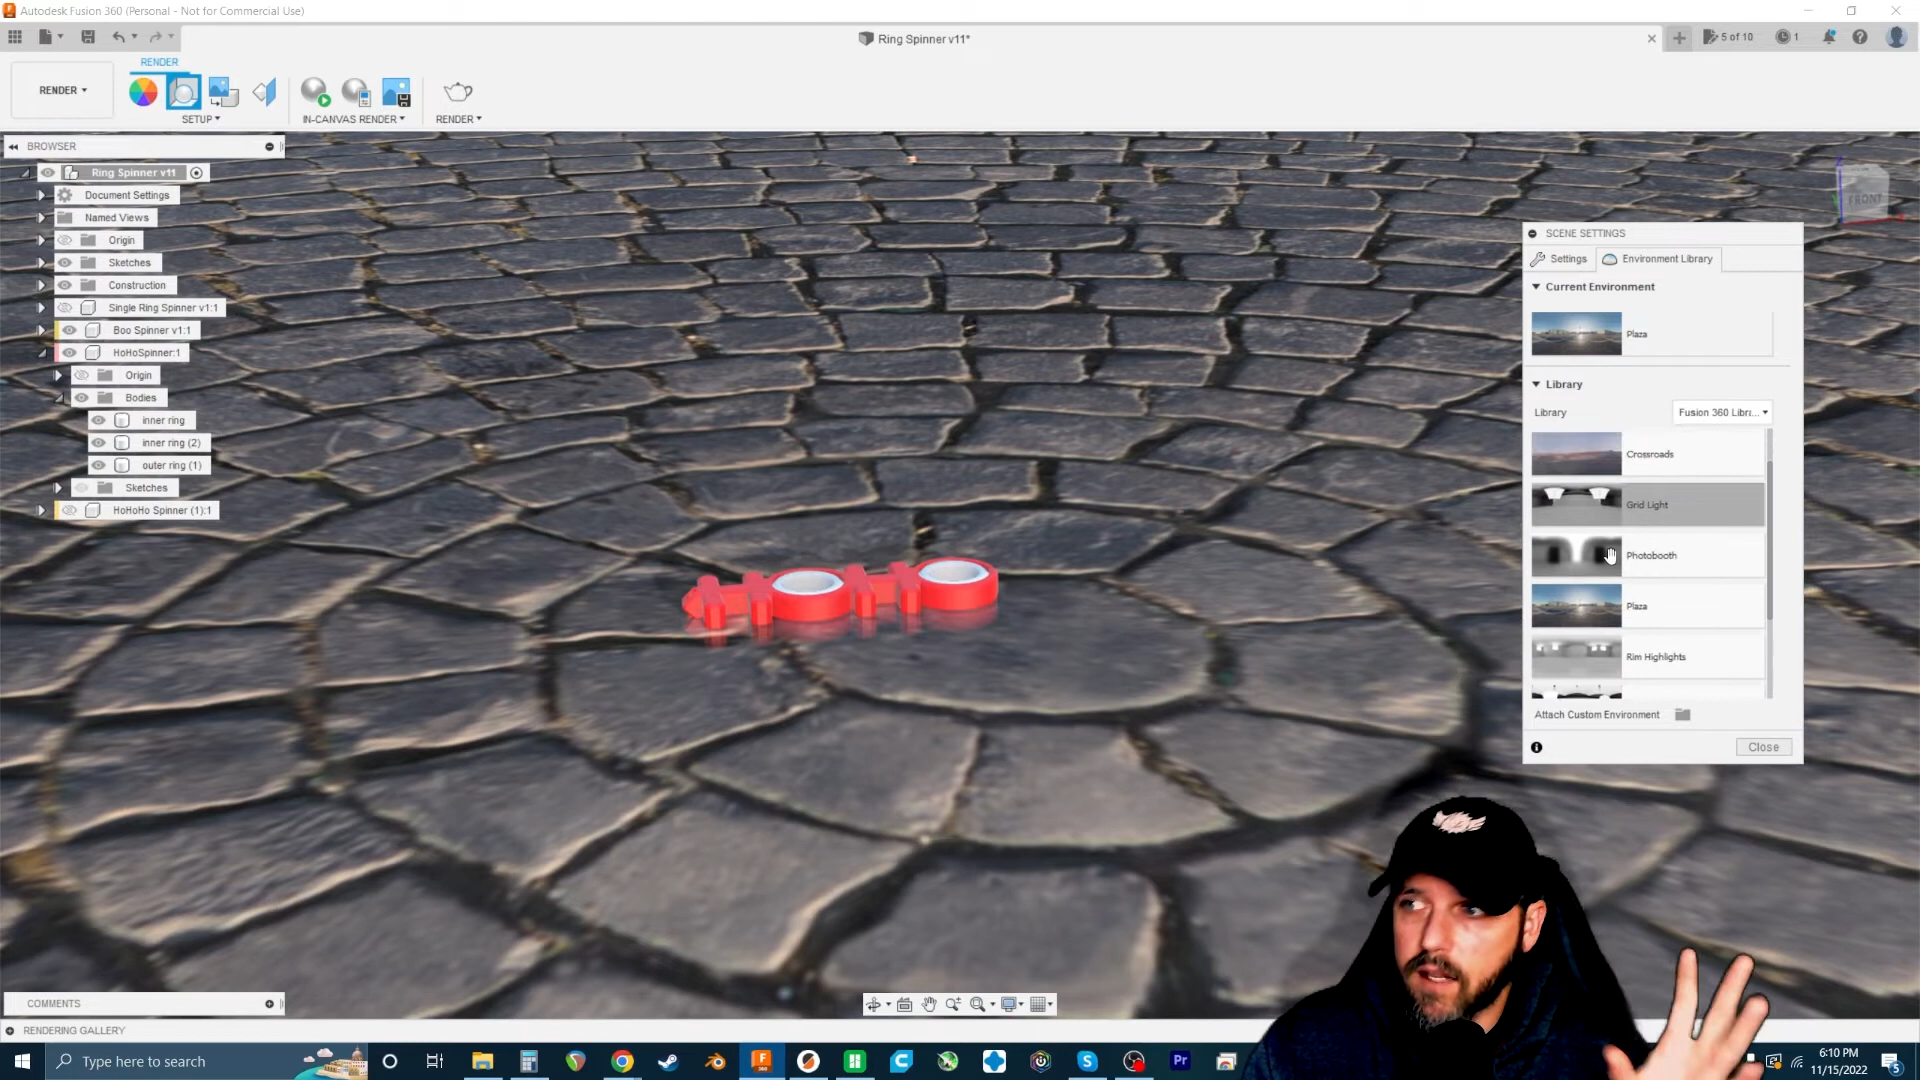 Autodesk Fusion 360 (Personal - Not for Commercial Use)
Ring Spinner v11*
5 of 10
1
RENDER
RENDER
SETUP
IN-CANVAS RENDER
RENDER
BROWSER
Ring Spinner v11
Document Settings
Named Views
Origin
Sketches
Construction
Single Ring Spinner v1:1
Boo Spinner v1:1
HoHoSpinner:1
Origin
Bodies
inner ring
inner ring (2)
outer ring (1)
Sketches
HoHoHo Spinner (1):1
FRONT
SCENE SETTINGS
Settings
Environment Library
Current Environment
Plaza
Library
Library
Fusion 360 Libr...
Crossroads
Grid Light
Photobooth
Plaza
Rim Highlights
Attach Custom Environment
Close
COMMENTS
RENDERING GALLERY
Type here to search
Pr
6:10 PM
11/15/2022
5